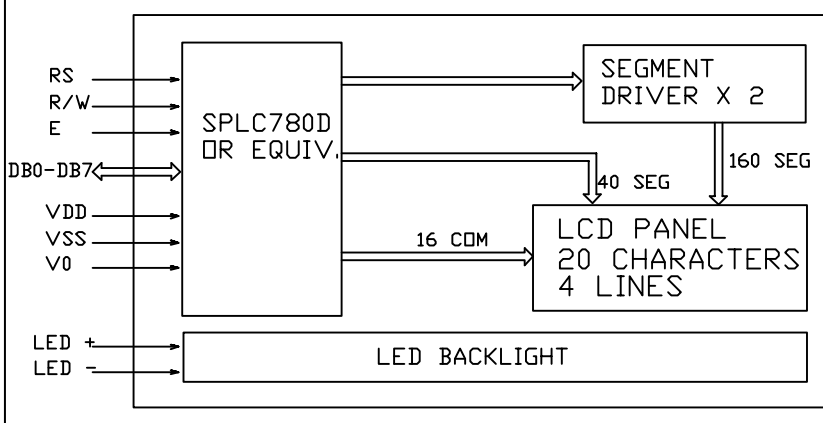 RS
R/W
E
DB0-DB7
VDD
VSS
V0
LED +
LED -
SPLC780D
OR EQUIV.
SEGMENT
DRIVER X 2
160 SEG
40 SEG
16 COM
LCD PANEL
20 CHARACTERS
4 LINES
LED BACKLIGHT